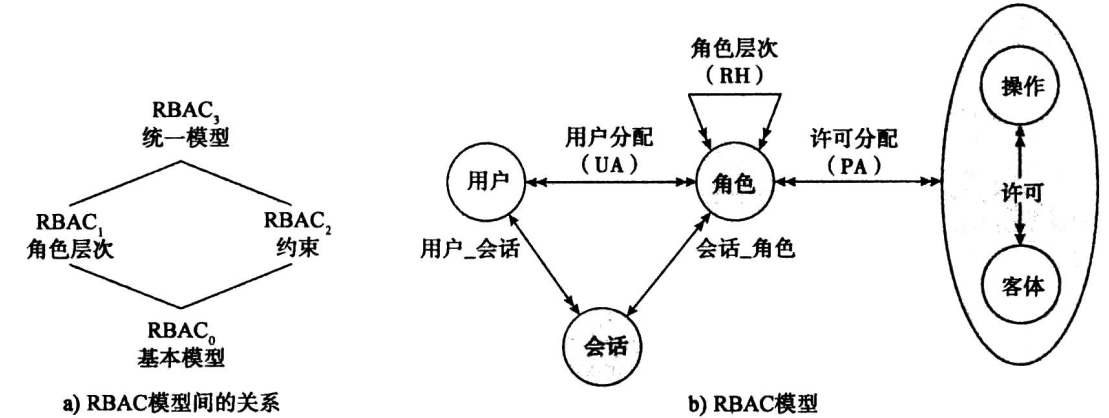 RBAC₃
统一模型
RBAC₁
角色层次
RBAC₂
约束
RBAC₀
基本模型
a) RBAC模型间的关系
角色层次
（RH）
用户分配
（UA）
许可分配
（PA）
用户
角色
操作
许可
客体
用户_会话
会话_角色
会话
b) RBAC模型